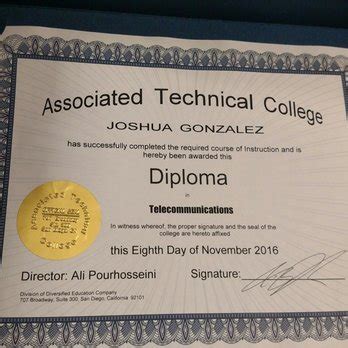 Associated Technical College
JOSHUA GONZALEZ
has successfully completed the required course of Instruction and is
hereby been awarded this
Diploma
in
Telecommunications
In witness whereof, the proper signature and the seal of the
college are hereto affixed
this Eighth Day of November 2016
Director: Ali Pourhosseini Signature:
Division of Diversified Education Company
707 Broadway, Suite 300, San Diego, California 92101